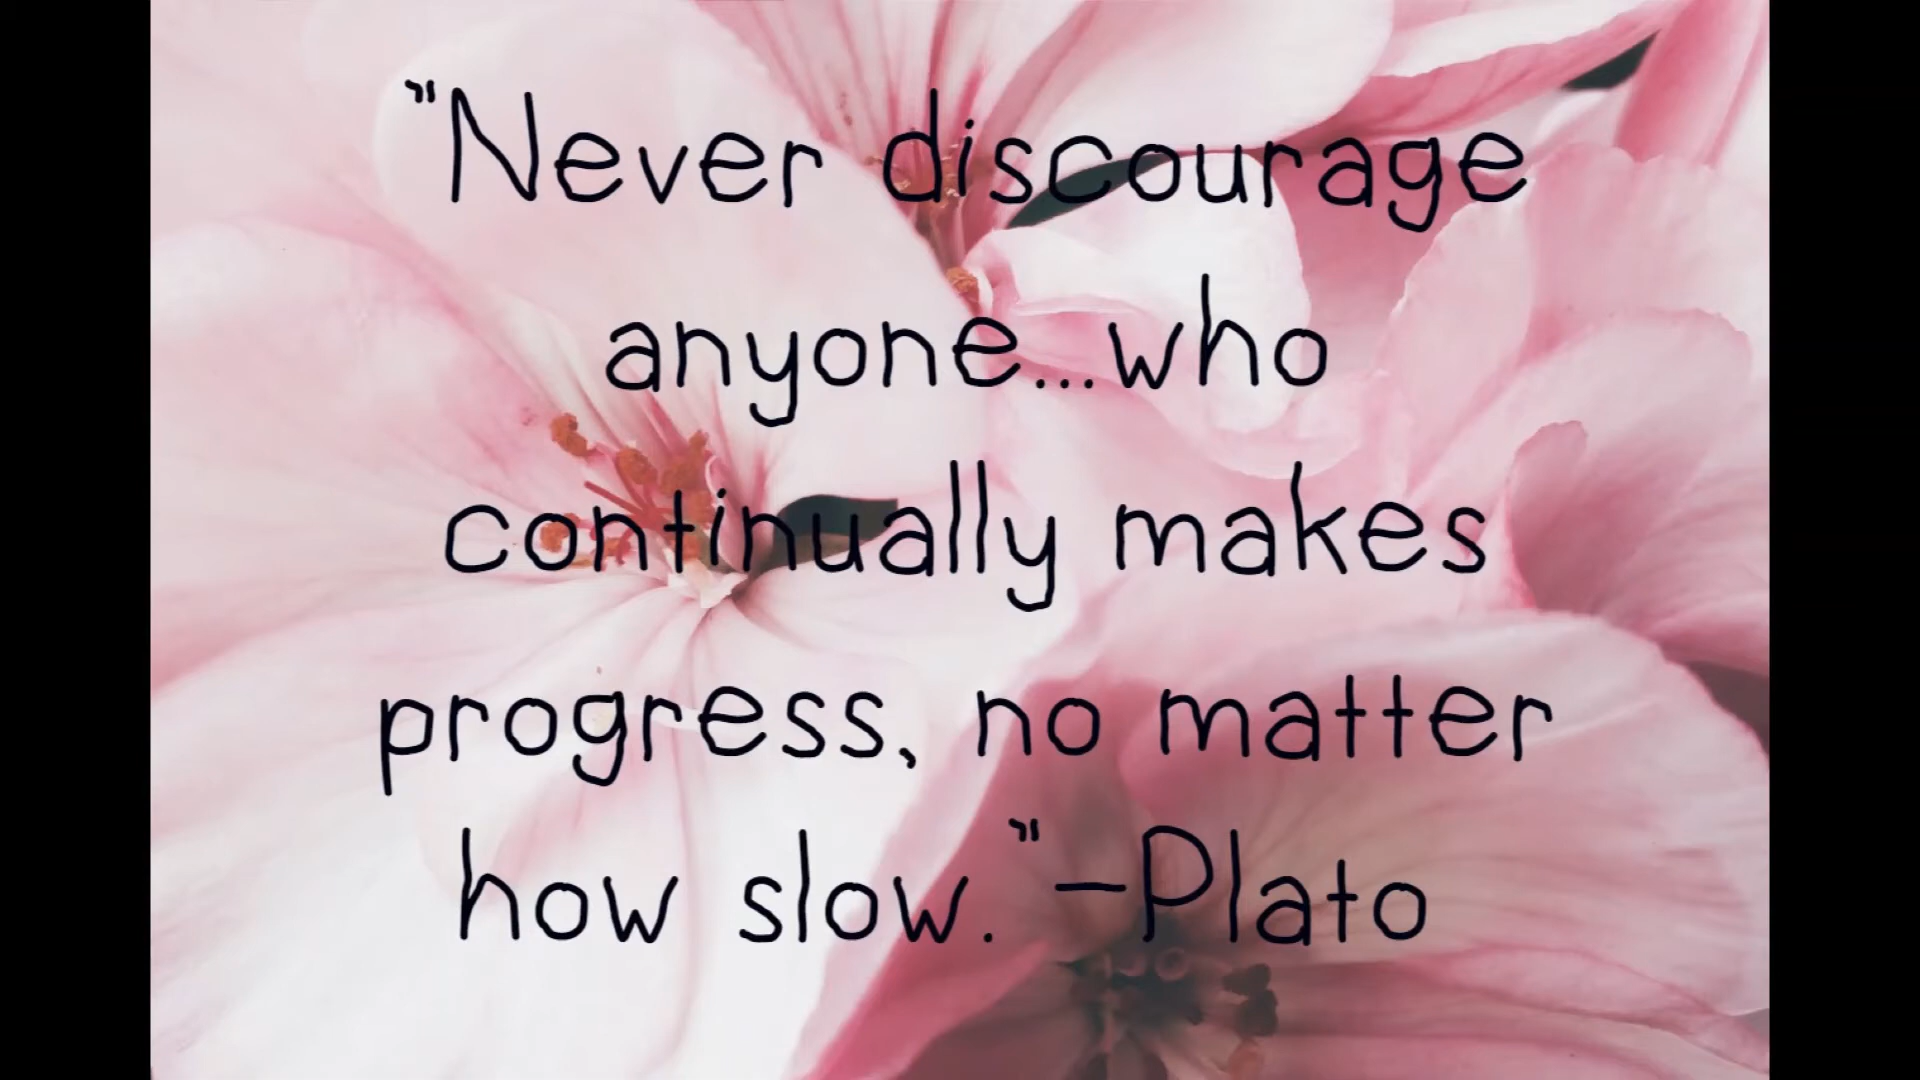 "Never discourage
anyone...who
continually makes
progress, no matter
how slow."-Plato